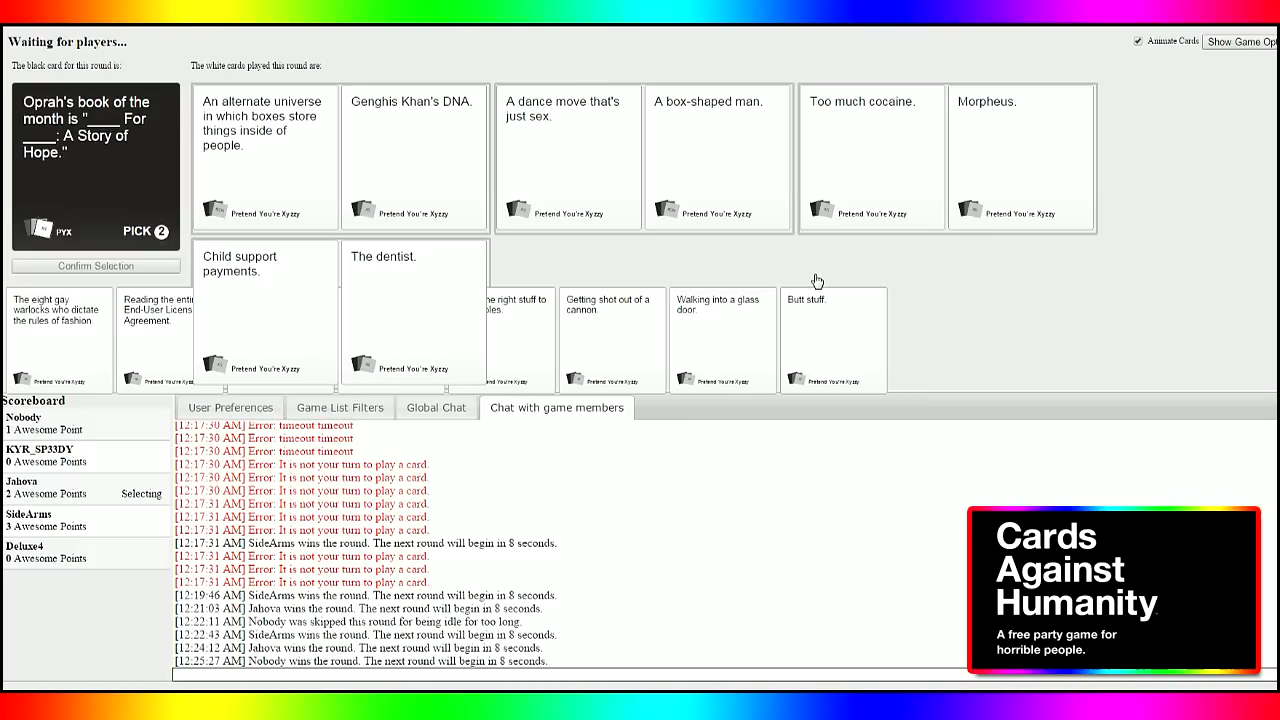 Waiting for players...
Animate Cards
Show Game Opt
The black card for this round is:
The white cards played this round are:
Oprah's book of the
month is "____ For
____: A Story of
Hope."
PYX
PICK 2
Confirm Selection
An alternate universe
in which boxes store
things inside of
people.
Pretend You're Xyzzy
Genghis Khan's DNA.
Pretend You're Xyzzy
A dance move that's
just sex.
Pretend You're Xyzzy
A box-shaped man.
Pretend You're Xyzzy
Too much cocaine.
Pretend You're Xyzzy
Morpheus.
Pretend You're Xyzzy
Child support
payments.
Pretend You're Xyzzy
The dentist.
Pretend You're Xyzzy
The eight gay
warlocks who dictate
the rules of fashion.
Pretend You're Xyzzy
Reading the enti
End-User Licens
Agreement.
Pretend You're Xyzzy
he right stuff to
oles.
end You're Xyzzy
Getting shot out of a
cannon.
Pretend You're Xyzzy
Walking into a glass
door.
Pretend You're Xyzzy
Butt stuff.
Pretend You're Xyzzy
Scoreboard
Nobody
1 Awesome Point
KYR_SP33DY
0 Awesome Points
Jahova
2 Awesome Points Selecting
SideArms
3 Awesome Points
Deluxe4
0 Awesome Points
User Preferences
Game List Filters
Global Chat
Chat with game members
[12:17:30 AM] Error: timeout timeout
[12:17:30 AM] Error: timeout timeout
[12:17:30 AM] Error: timeout timeout
[12:17:30 AM] Error: It is not your turn to play a card.
[12:17:30 AM] Error: It is not your turn to play a card.
[12:17:30 AM] Error: It is not your turn to play a card.
[12:17:31 AM] Error: It is not your turn to play a card.
[12:17:31 AM] Error: It is not your turn to play a card.
[12:17:31 AM] Error: It is not your turn to play a card.
[12:17:31 AM] SideArms wins the round. The next round will begin in 8 seconds.
[12:17:31 AM] Error: It is not your turn to play a card.
[12:17:31 AM] Error: It is not your turn to play a card.
[12:17:31 AM] Error: It is not your turn to play a card.
[12:19:46 AM] SideArms wins the round. The next round will begin in 8 seconds.
[12:21:03 AM] Jahova wins the round. The next round will begin in 8 seconds.
[12:22:11 AM] Nobody was skipped this round for being idle for too long.
[12:22:43 AM] SideArms wins the round. The next round will begin in 8 seconds.
[12:24:12 AM] Jahova wins the round. The next round will begin in 8 seconds.
[12:25:27 AM] Nobody wins the round. The next round will begin in 8 seconds.
Cards
Against
Humanity
A free party game for
horrible people.